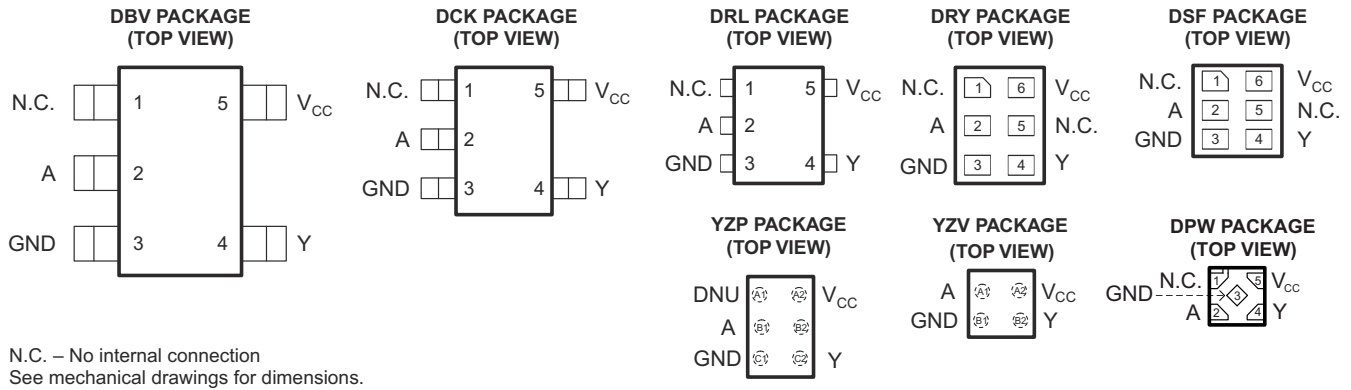 DBV PACKAGE
(TOP VIEW)
N.C. 1 5 VCC
A 2
GND 3 4 Y
DCK PACKAGE
(TOP VIEW)
N.C. 1 5 VCC
A 2
GND 3 4 Y
DRL PACKAGE
(TOP VIEW)
N.C. 1 5 VCC
A 2
GND 3 4 Y
DRY PACKAGE
(TOP VIEW)
N.C. 1 6 VCC
A 2 5 N.C.
GND 3 4 Y
DSF PACKAGE
(TOP VIEW)
N.C. 1 6 VCC
A 2 5 N.C.
GND 3 4 Y
YZP PACKAGE
(TOP VIEW)
DNU A1 A2 VCC
A B1 B2
GND C1 C2 Y
YZV PACKAGE
(TOP VIEW)
A A1 A2 VCC
GND B1 B2 Y
DPW PACKAGE
(TOP VIEW)
N.C. 1 5 VCC
GND 3
A 2 4 Y
N.C. – No internal connection
See mechanical drawings for dimensions.